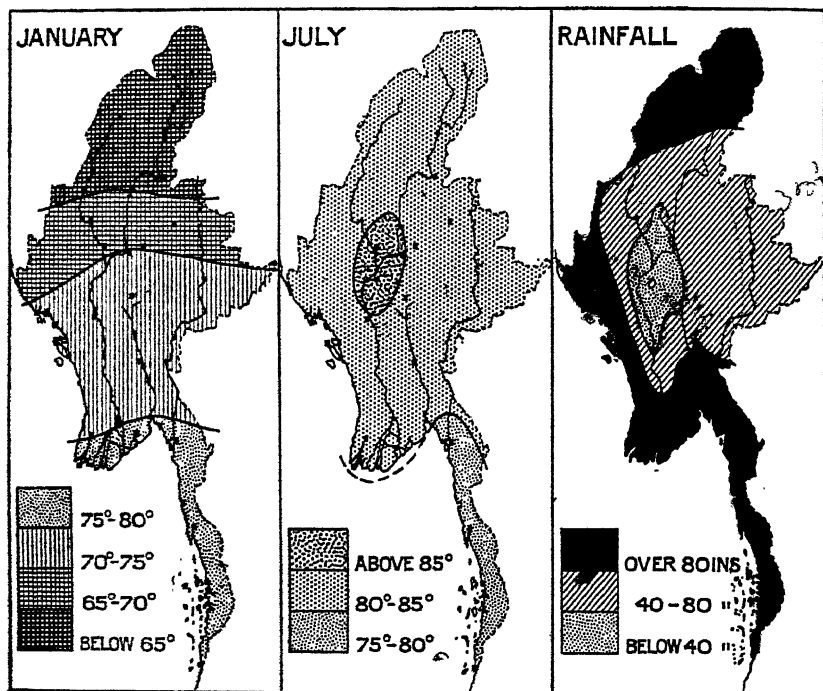 JANUARY
75°-80°
70°-75°
65°-70°
BELOW 65°
JULY
ABOVE 85°
80°-85°
75°-80°
RAINFALL
OVER 80INS
40-80 "
BELOW 40 "